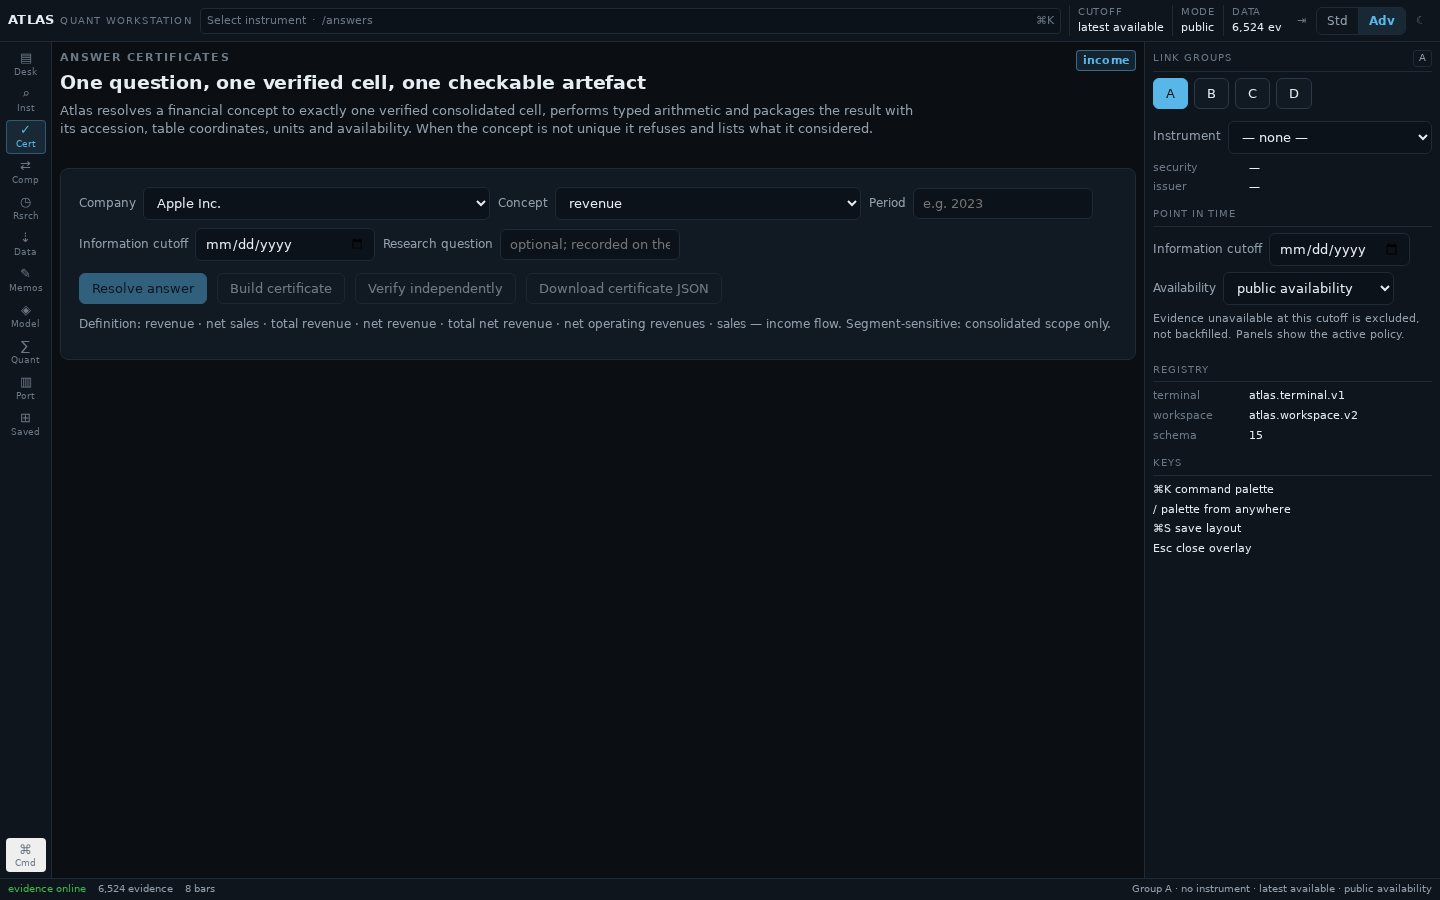 ATLAS QUANT WORKSTATION
Select instrument · /answers ⌘K
CUTOFF
latest available
MODE
public
DATA
6,524 ev
⇥
Std Adv
☾
Desk
Inst
✓
Cert
⇄
Comp
Rsrch
⇣
Data
✎
Memos
◈
Model
∑
Quant
Port
⊞
Saved
⌘
Cmd
ANSWER CERTIFICATES
income
One question, one verified cell, one checkable artefact
Atlas resolves a financial concept to exactly one verified consolidated cell, performs typed arithmetic and packages the result with
its accession, table coordinates, units and availability. When the concept is not unique it refuses and lists what it considered.
Company Apple Inc. Concept revenue Period e.g. 2023
Information cutoff mm/dd/yyyy Research question optional; recorded on the
Resolve answer Build certificate Verify independently Download certificate JSON
Definition: revenue · net sales · total revenue · net revenue · total net revenue · net operating revenues · sales — income flow. Segment-sensitive: consolidated scope only.
LINK GROUPS A
A B C D
Instrument — none —
security —
issuer —
POINT IN TIME
Information cutoff mm/dd/yyyy
Availability public availability
Evidence unavailable at this cutoff is excluded,
not backfilled. Panels show the active policy.
REGISTRY
terminal atlas.terminal.v1
workspace atlas.workspace.v2
schema 15
KEYS
⌘K command palette
/ palette from anywhere
⌘S save layout
Esc close overlay
evidence online 6,524 evidence 8 bars
Group A · no instrument · latest available · public availability